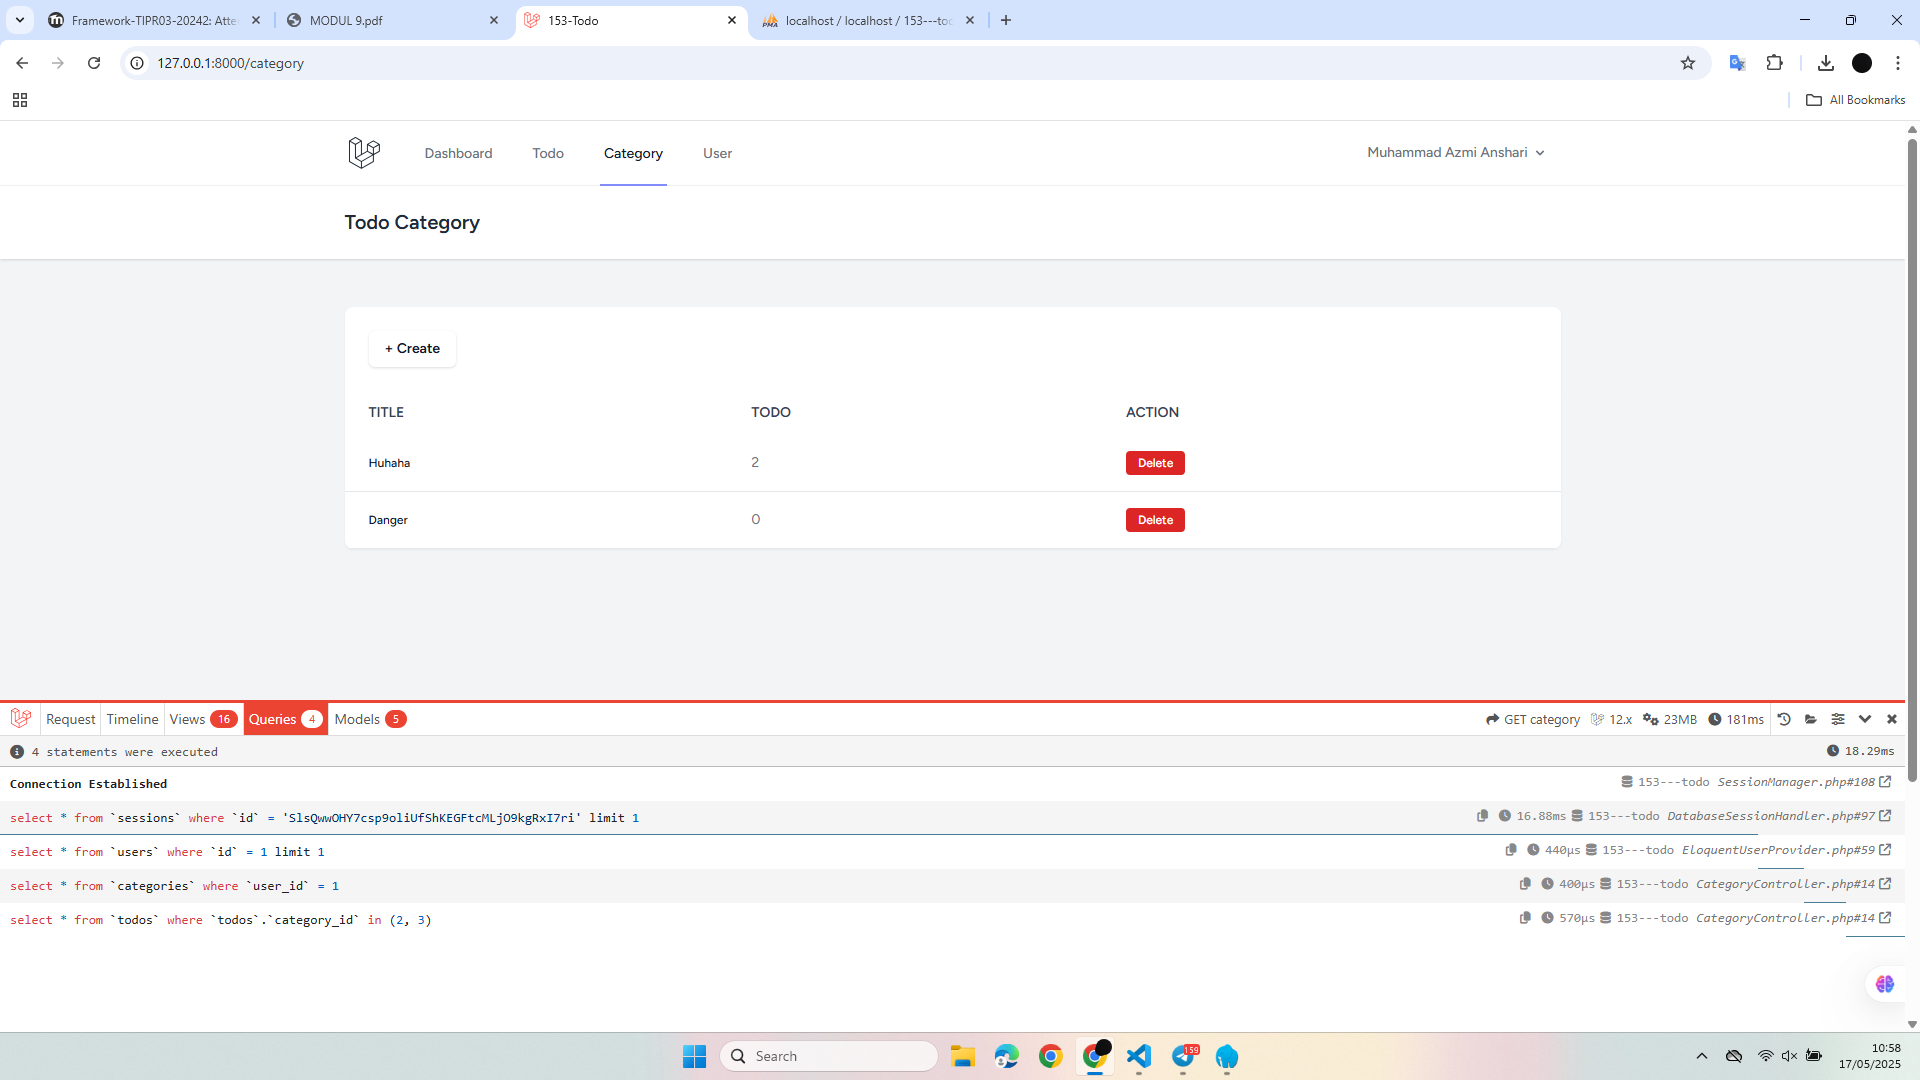 Framework-TIPR03-20242: Atte
MODUL 9.pdf
153-Todo
PMA
localhost / localhost / 153---to
127.0.0.1:8000/category
All Bookmarks
Dashboard
Todo
Category
User
Muhammad Azmi Anshari
Todo Category
+ Create
TITLE TODO ACTION
Huhaha 2 Delete
Danger 0 Delete
Request Timeline Views 16 Queries 4 Models 5 GET category 12.x 23MB 181ms
4 statements were executed 18.29ms
Connection Established 153---todo SessionManager.php#108
select * from `sessions` where `id` = 'SlsQwwOHY7csp9oliUfShKEGFtcMLjO9kgRxI7ri' limit 1 16.88ms 153---todo DatabaseSessionHandler.php#97
select * from `users` where `id` = 1 limit 1 440μs 153---todo EloquentUserProvider.php#59
select * from `categories` where `user_id` = 1 400μs 153---todo CategoryController.php#14
select * from `todos` where `todos`.`category_id` in (2, 3) 570μs 153---todo CategoryController.php#14
Search
159
10:58
17/05/2025